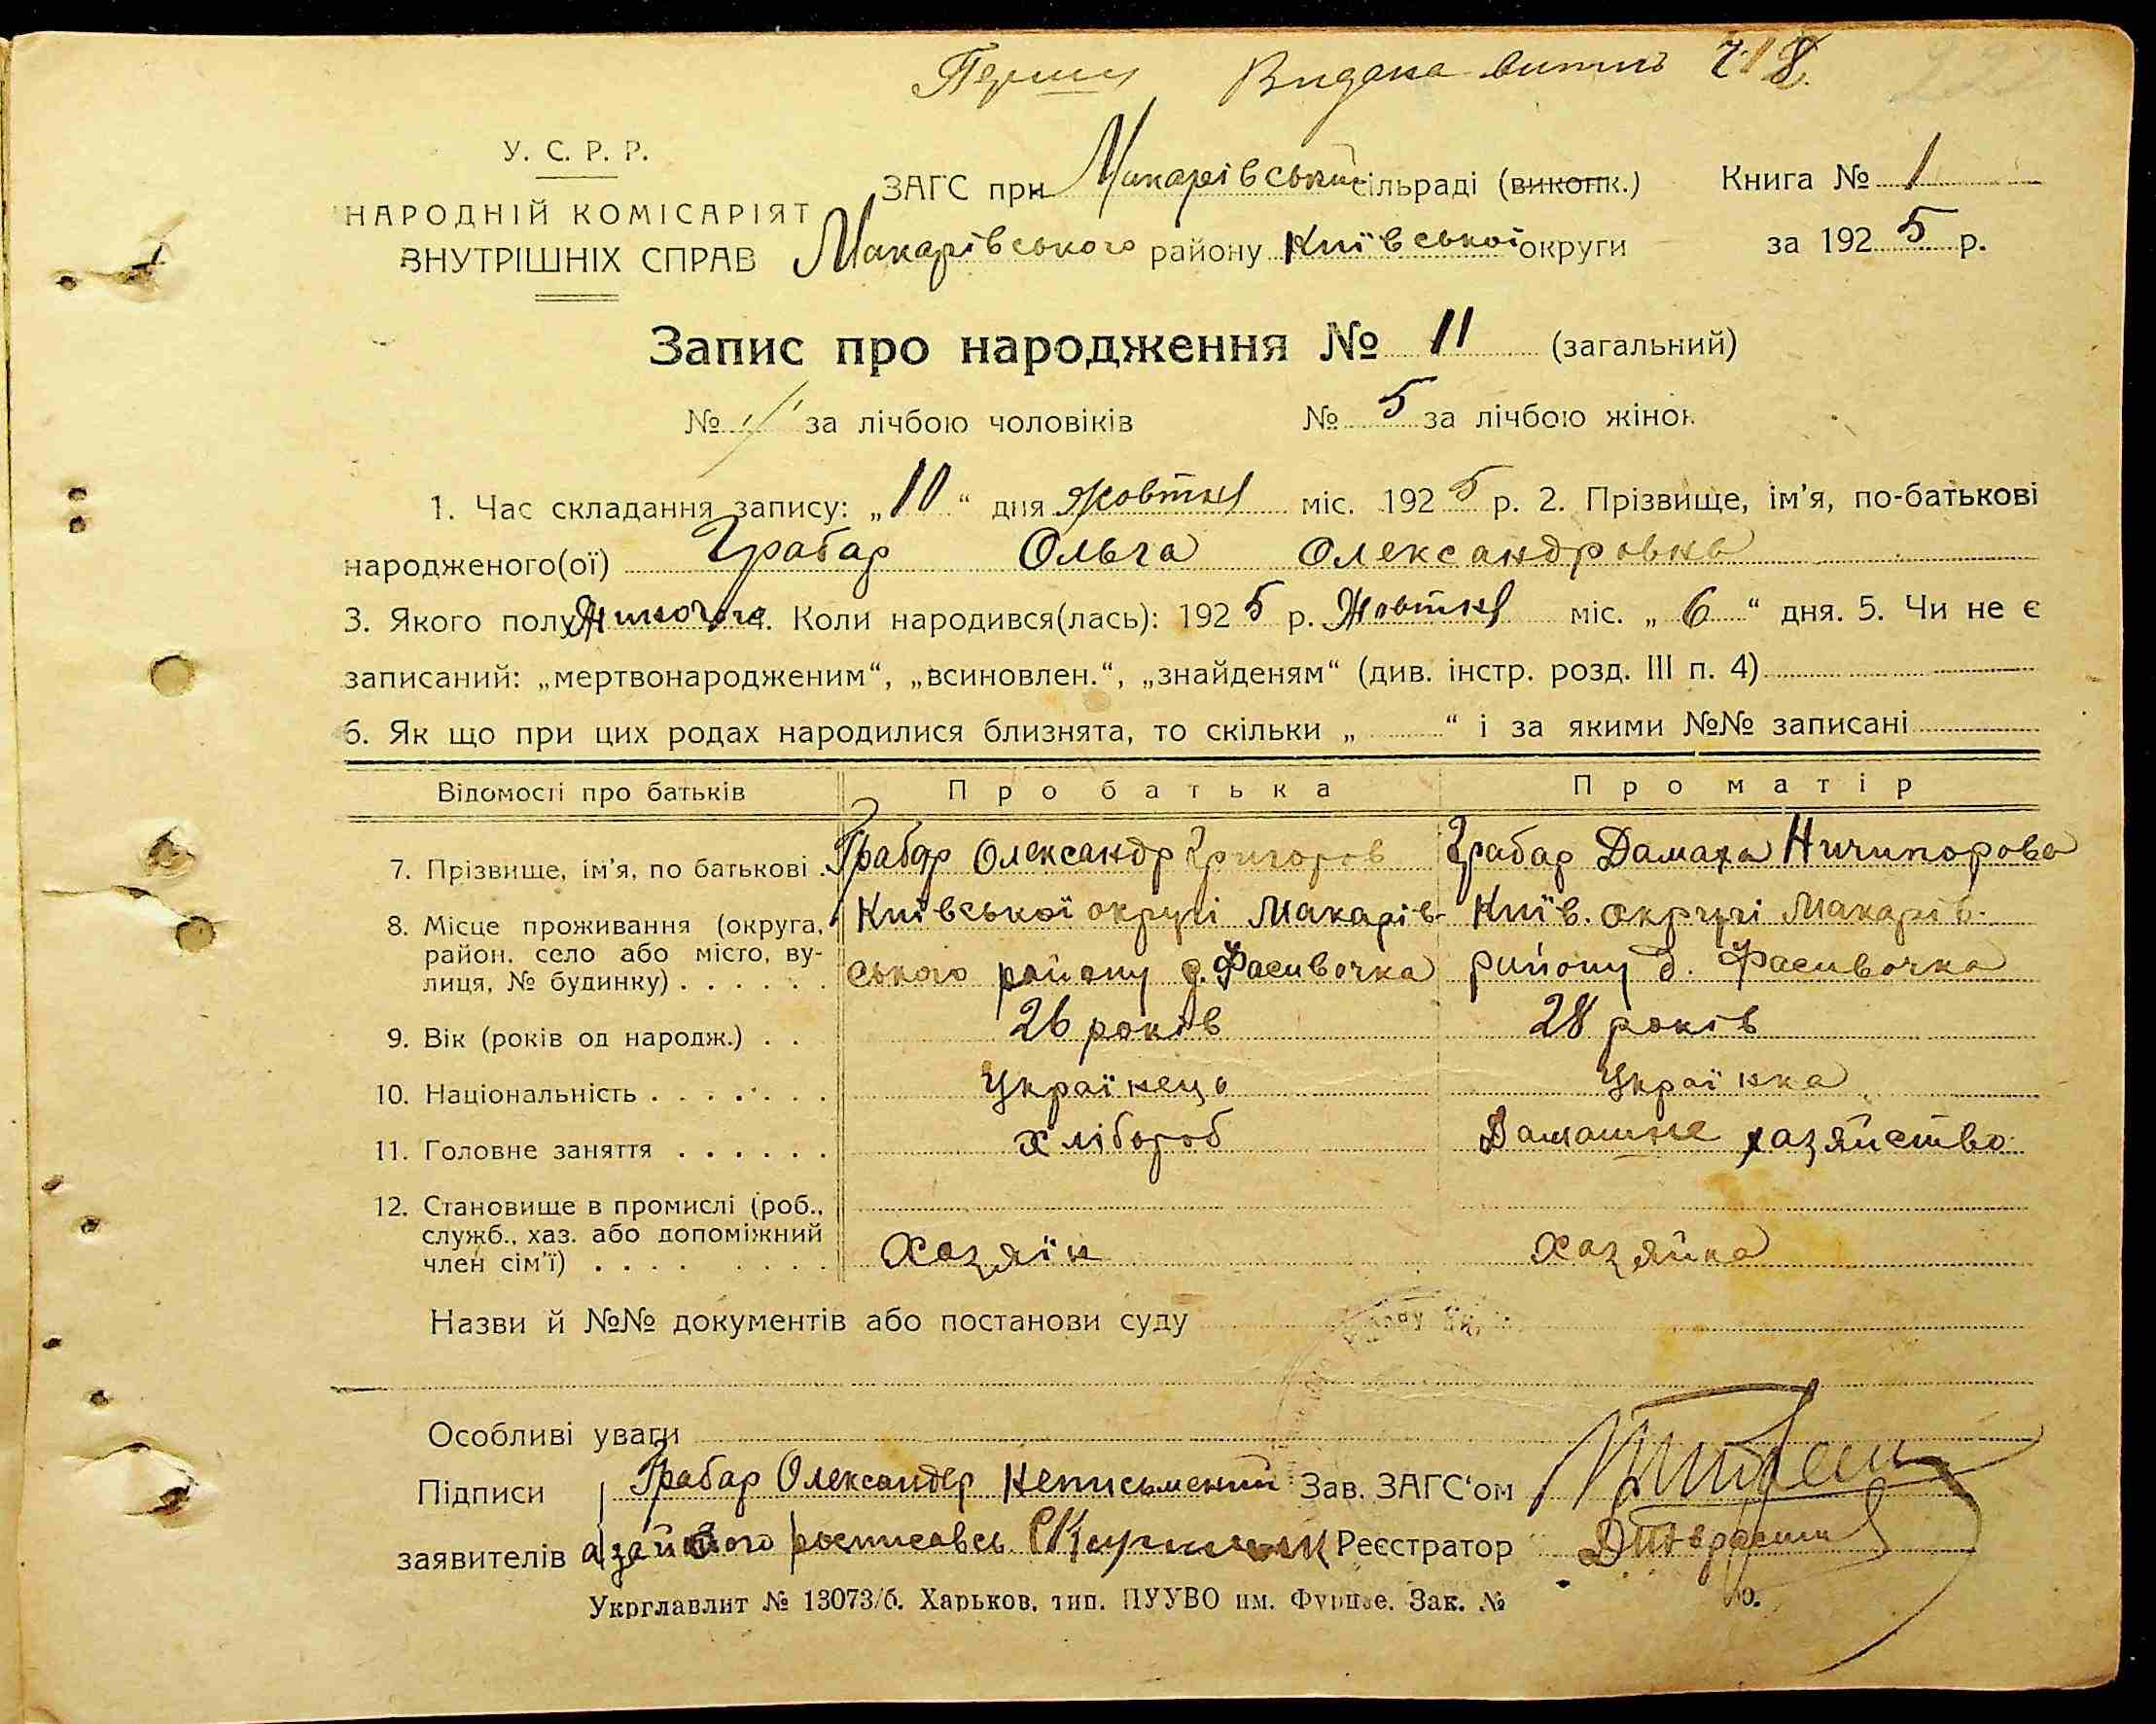 Видана витяг
У. С. Р. Р.
НАРОДНІЙ КОМІСАРІЯТ
ВНУТРІШНІХ СПРАВ
ЗАГС при Макарівський сільраді (виконк.) Книга № 1
Макарівського району Київської округи за 1925 р.
Запис про народження № 11 (загальний)
№ за лічбою чоловіків № 5 за лічбою жінок
1. Час складання запису: „10“ дня жовтня міс. 1925 р. 2. Прізвище, ім’я, по-батькові
народженого(ої) Грабар Ольга Олександровна
3. Якого полу Жиночого 4. Коли народився(лась): 1925 р. Жовтня міс. „6“ дня. 5. Чи не є
записаний: „мертвонародженим“, „всиновлен.“, „знайденям“ (див. інстр. розд. III п. 4)
6. Як що при цих родах народилися близнята, то скільки „ “ і за якими №№ записані
Відомості про батьків Про батька Про матір
7. Прізвище, ім’я, по батькові . Грабар Олександр Григоров Грабар Дамаха Ничипорова
8. Місце проживання (округа, Київської округі Макарів- Київ. округі Макарів-
район, село або місто, ву- ського району д. Фасивочка району д. Фасивочка
лиця, № будинку) . . . . . .
9. Вік (років од народж.) . . 26 років 28 років
10. Національність . . . . . . . Українець Українка
11. Головне заняття . . . . . . хлібороб Дамашнє хазяйство
12. Становище в промислі (роб.,
служб., хаз. або допоміжний
член сім’ї) . . . . Хазяїн Хазяйка
Назви й №№ документів або постанови суду
Особливі уваги
Підписи Грабар Олександер Неписьмений Зав. ЗАГС‘ом
заявителів а за його росписавсь Реєстратор
Укрглавлит № 13073/б. Харьков, тип. ПУУВО им. Фрунзе. Зак. №